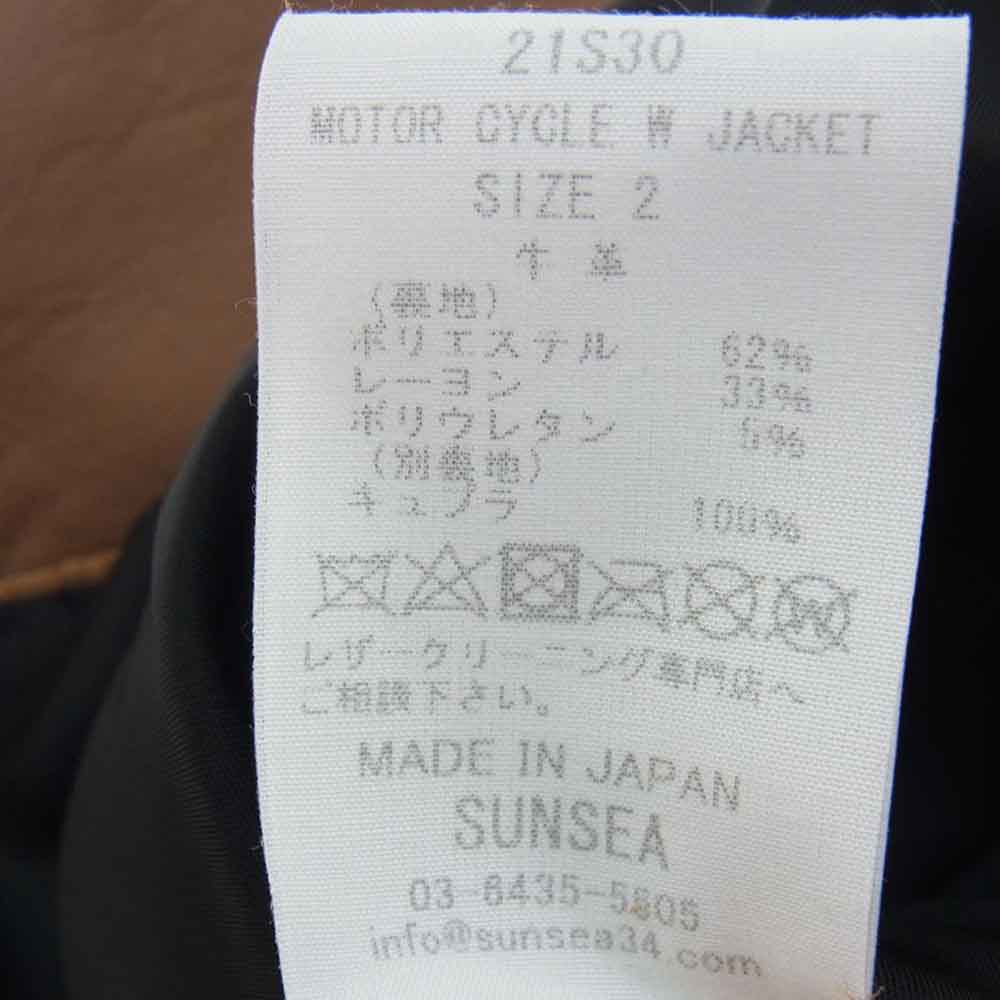 21S30
MOTOR CYCLE W JACKET
SIZE 2
牛 革
(裏地)
ポリエステル 62%
レーヨン 33%
ポリウレタン 5%
(別裏地)
キュプラ 100%
レザークリーニング専門店へ
ご相談下さい。
MADE IN JAPAN
SUNSEA
03-6435-5805
info@sunsea34.com